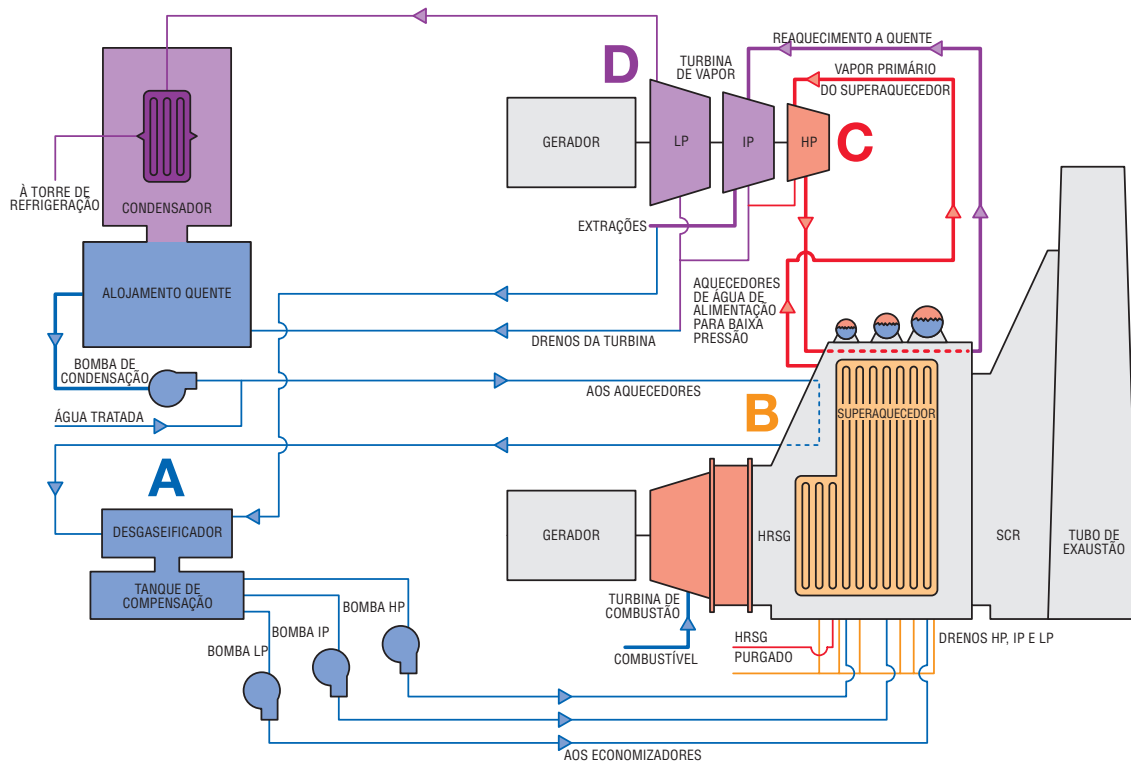 REAQUECIMENTO A QUENTE
D
TURBINA
DE VAPOR
VAPOR PRIMÁRIO
DO SUPERAQUECEDOR
GERADOR
LP
IP
HP
C
À TORRE DE
REFRIGERAÇÃO
CONDENSADOR
EXTRAÇÕES
ALOJAMENTO QUENTE
AQUECEDORES
DE ÁGUA DE
ALIMENTAÇÃO
PARA BAIXA
PRESSÃO
DRENOS DA TURBINA
BOMBA DE
CONDENSAÇÃO
AOS AQUECEDORES
ÁGUA TRATADA
B
SUPERAQUECEDOR
A
DESGASEIFICADOR
GERADOR
HRSG
SCR
TUBO DE
EXAUSTÃO
TANQUE DE
COMPENSAÇÃO
TURBINA DE
COMBUSTÃO
BOMBA HP
BOMBA IP
BOMBA LP
COMBUSTÍVEL
HRSG
PURGADO
DRENOS HP, IP E LP
AOS ECONOMIZADORES